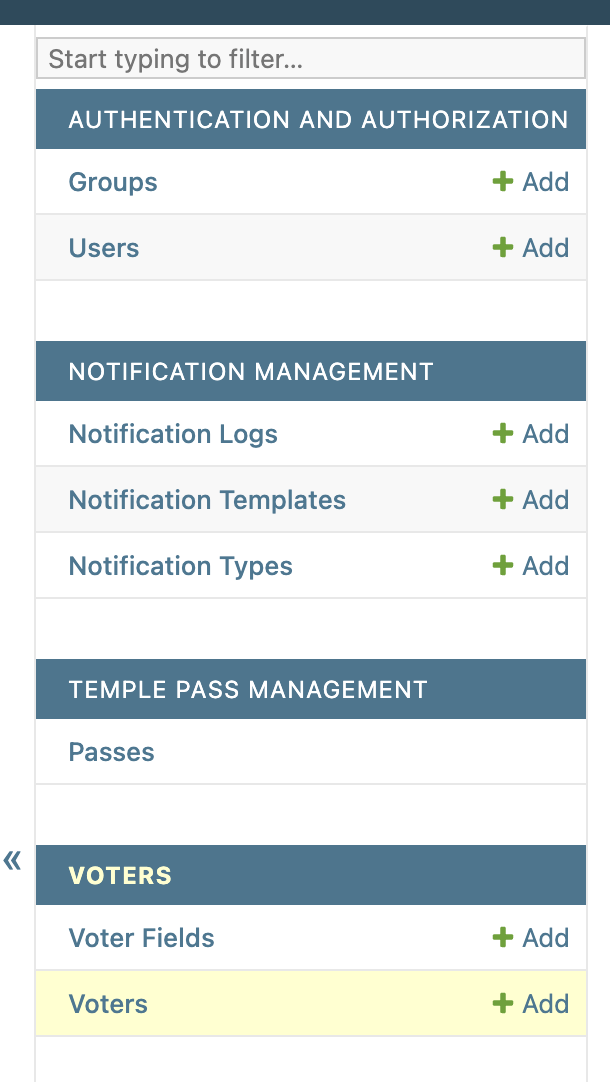 Start typing to filter...
AUTHENTICATION AND AUTHORIZATION
Groups + Add
Users + Add
NOTIFICATION MANAGEMENT
Notification Logs + Add
Notification Templates + Add
Notification Types + Add
TEMPLE PASS MANAGEMENT
Passes
«
VOTERS
Voter Fields + Add
Voters + Add